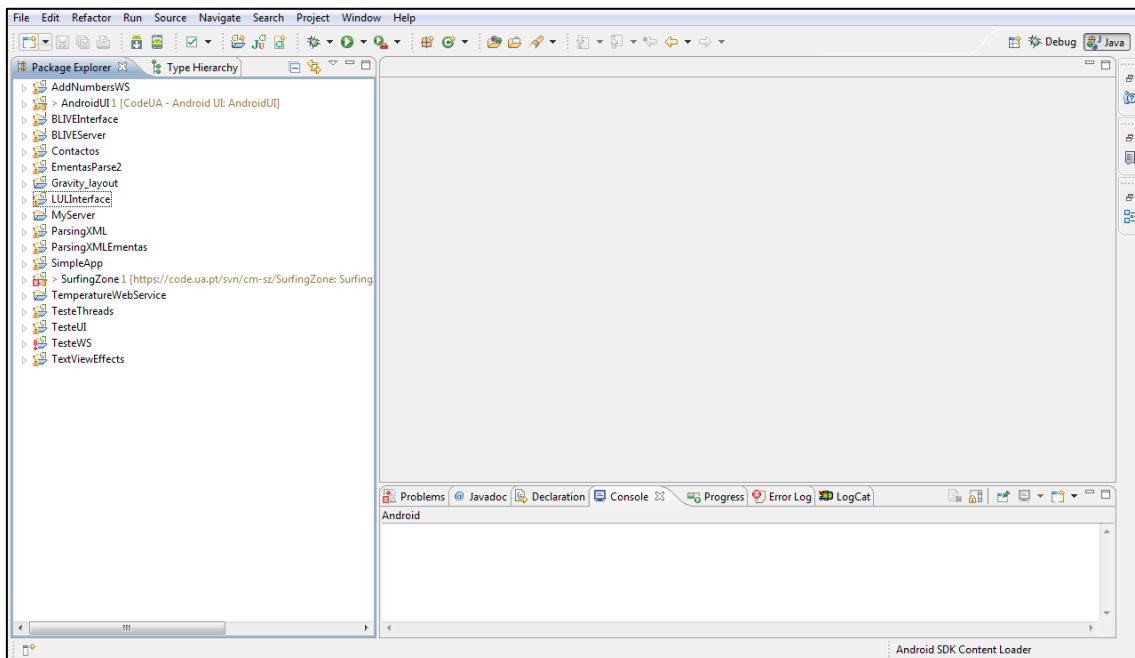 File Edit Refactor Run Source Navigate Search Project Window Help
Debug Java
Package Explorer Type Hierarchy
AddNumbersWS
> AndroidUI 1 [CodeUA - Android UI: AndroidUI]
BLIVEInterface
BLIVEServer
Contactos
EmentasParse2
Gravity_layout
LULInterface
MyServer
ParsingXML
ParsingXMLEmentas
SimpleApp
> SurfingZone 1 [https://code.ua.pt/svn/cm-sz/SurfingZone: Surfing
TemperatureWebService
TesteThreads
TesteUI
TesteWS
TextViewEffects
Problems @ Javadoc Declaration Console Progress Error Log LogCat
Android
Android SDK Content Loader